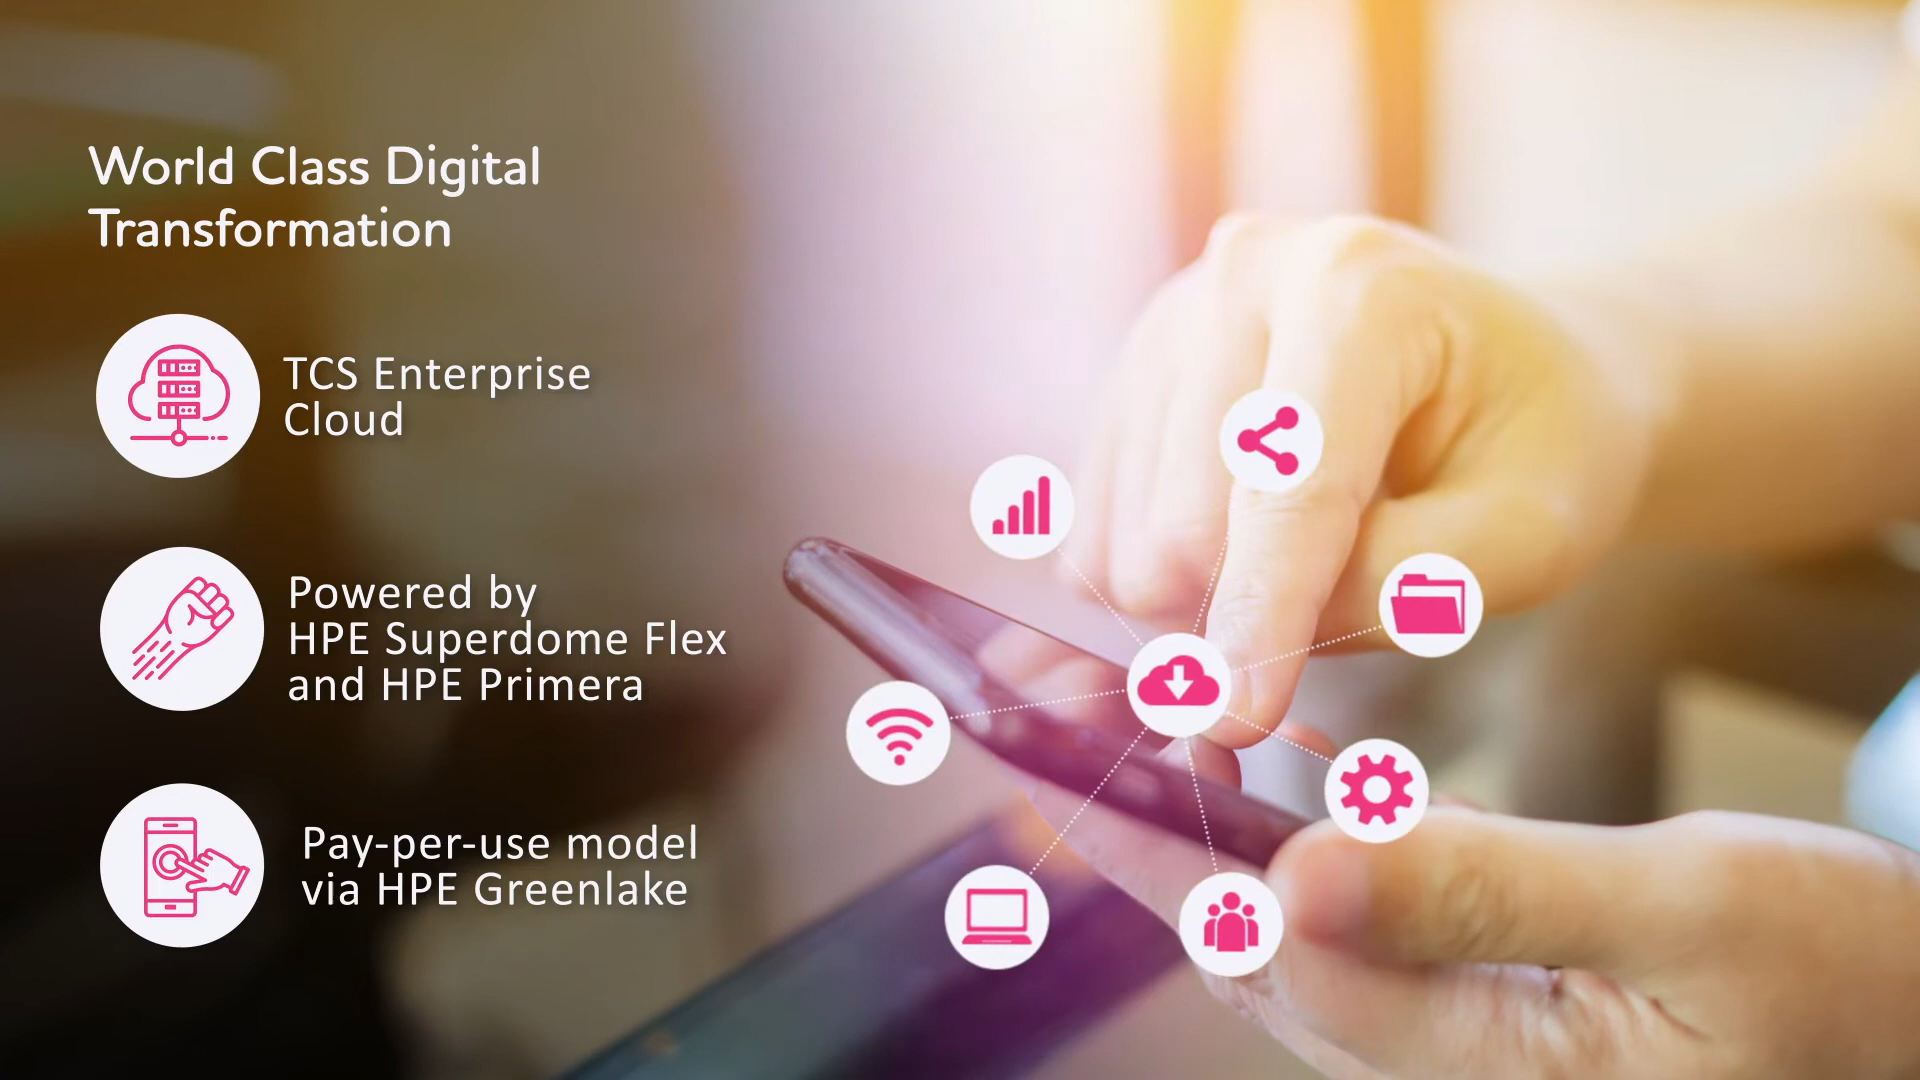 World Class Digital
Transformation
TCS Enterprise
Cloud
Powered by
HPE Superdome Flex
and HPE Primera
Pay-per-use model
via HPE Greenlake